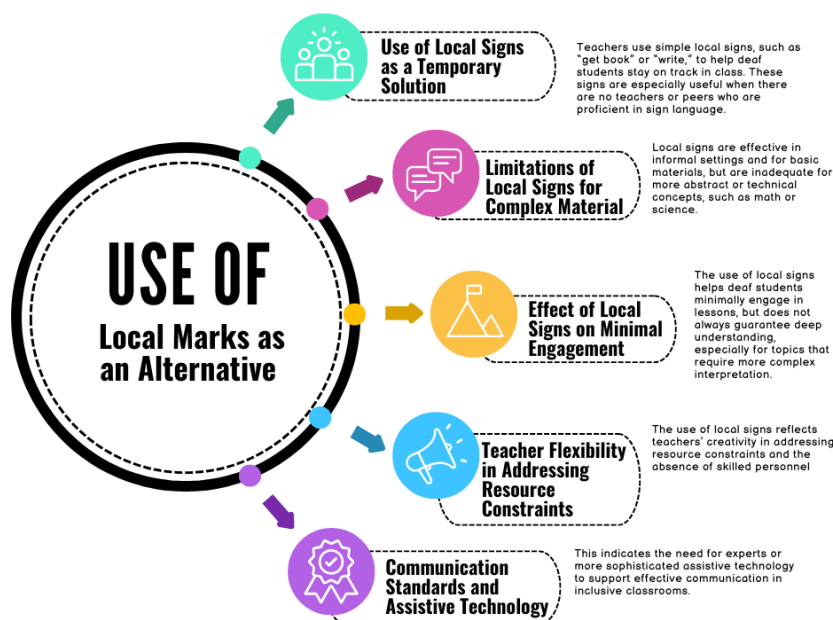 USE OF
Local Marks as
an Alternative
Use of Local Signs
as a Temporary
Solution
Teachers use simple local signs, such as
"get book" or "write," to help deaf
students stay on track in class. These
signs are especially useful when there
are no teachers or peers who are
proficient in sign language.
Limitations of
Local Signs for
Complex Material
Local signs are effective in
informal settings and for basic
materials, but are inadequate for
more abstract or technical
concepts, such as math or
science.
Effect of Local
Signs on Minimal
Engagement
The use of local signs
helps deaf students
minimally engage in
lessons, but does not
always guarantee deep
understanding,
especially for topics that
require more complex
interpretation.
Teacher Flexibility
in Addressing
Resource
Constraints
The use of local signs reflects
teachers' creativity in addressing
resource constraints and the
absence of skilled personnel
Communication
Standards and
Assistive Technology
This indicates the need for experts or
more sophisticated assistive technology
to support effective communication in
inclusive classrooms.